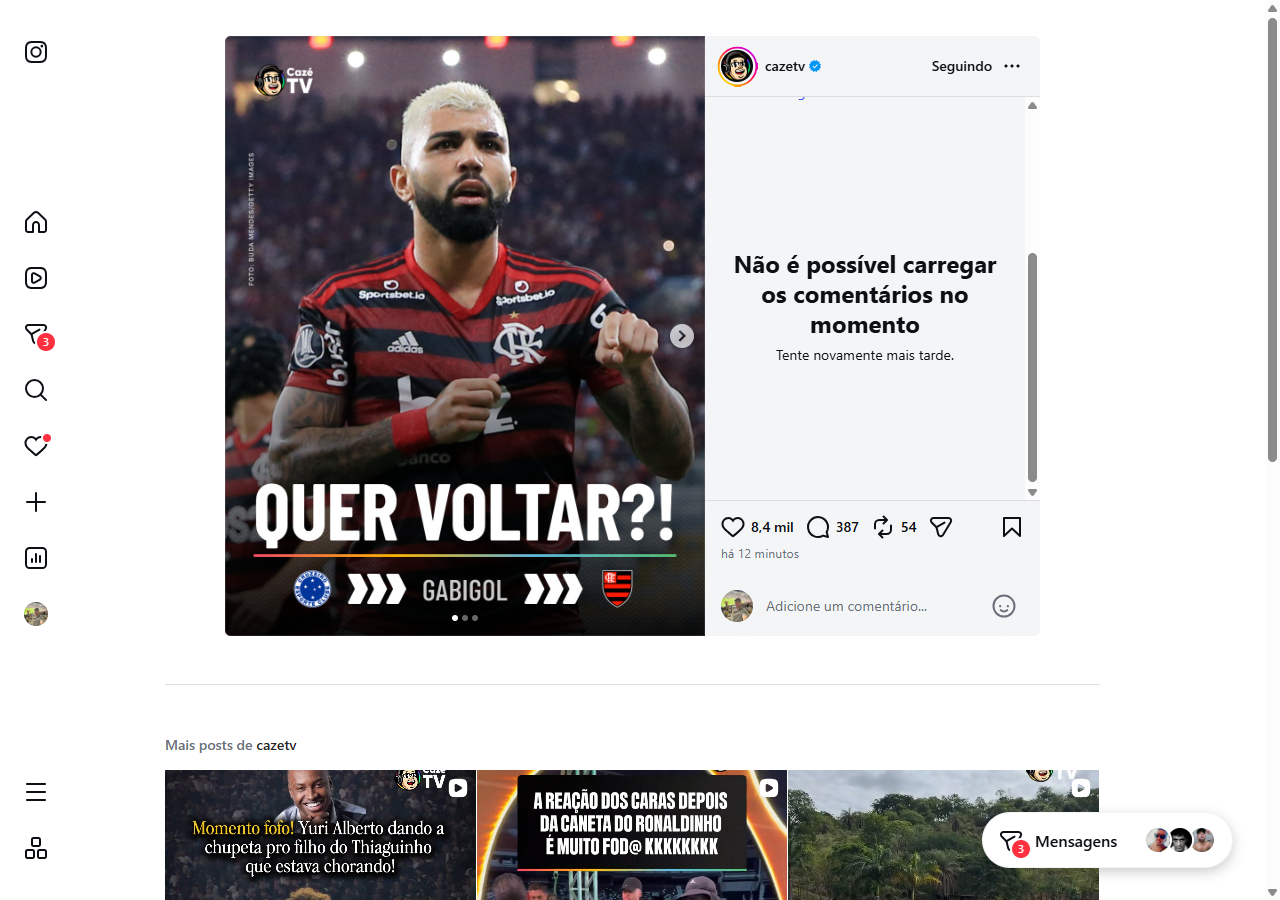 Cazé
TV
FOTO: BUDA MENDES/GETTY IMAGES
Sportsbet.io
Sportsbet.io
buser
adidas
QUER VOLTAR?!
GABIGOL
cazetv
Seguindo
Não é possível carregar
os comentários no
momento
Tente novamente mais tarde.
8,4 mil
387
54
há 12 minutos
Adicione um comentário...
3
Mais posts de cazetv
TV
Momento fofo! Yuri Alberto dando a
chupeta pro filho do Thiaguinho
que estava chorando!
A REAÇÃO DOS CARAS DEPOIS
DA CANETA DO RONALDINHO
É MUITO FOD@ KKKKKKKK
3
Mensagens